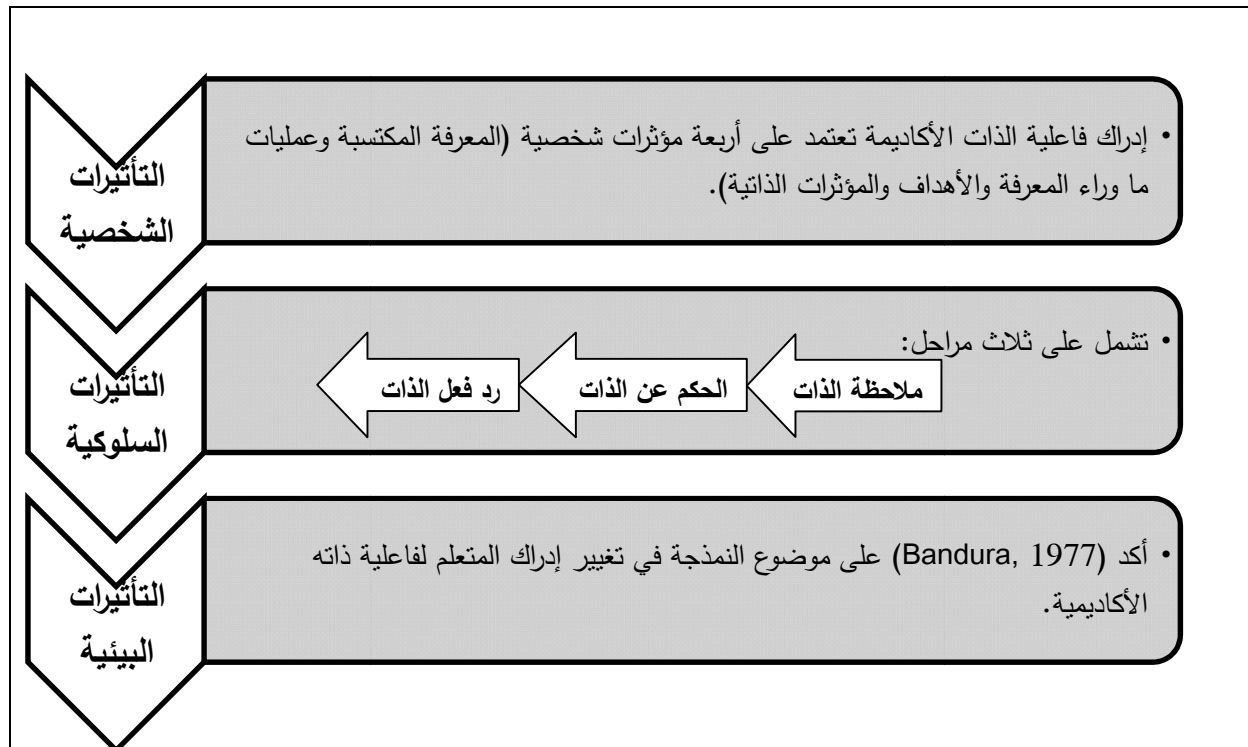 التأثيرات
الشخصية
• إدراك فاعلية الذات الأكاديمة تعتمد على أربعة مؤثرات شخصية (المعرفة المكتسبة وعمليات
ما وراء المعرفة والأهداف والمؤثرات الذاتية).
التأثيرات
السلوكية
• تشمل على ثلاث مراحل:
ملاحظة الذات
الحكم عن الذات
رد فعل الذات
التأثيرات
البيئية
• أكد (Bandura, 1977) على موضوع النمذجة في تغيير إدراك المتعلم لفاعلية ذاته
الأكاديمية.